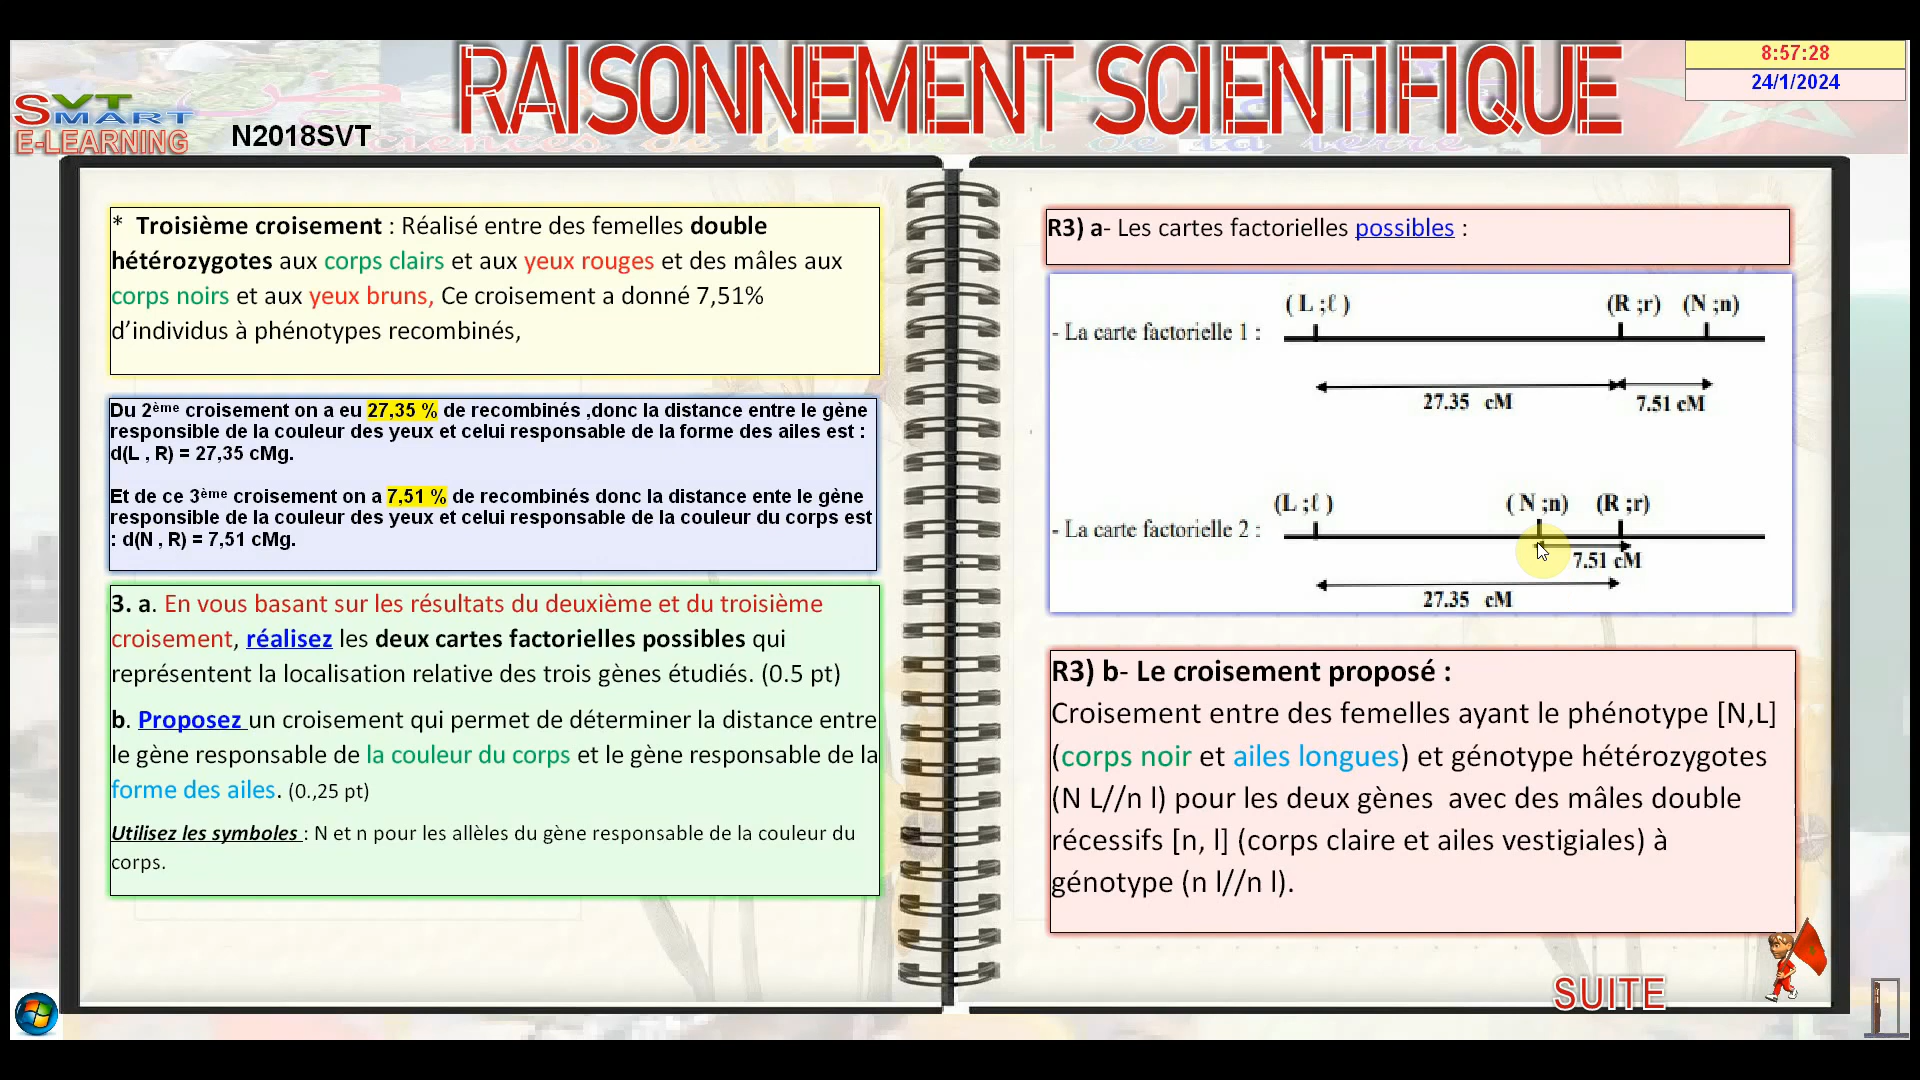 RAISONNEMENT SCIENTIFIQUE
8:57:28
24/1/2024
SVT
SMART
E-LEARNING
N2018SVT
Sciences de la vie et de la terre
* Troisième croisement : Réalisé entre des femelles double
hétérozygotes aux corps clairs et aux yeux rouges et des mâles aux
corps noirs et aux yeux bruns, Ce croisement a donné 7,51%
d’individus à phénotypes recombinés,
Du 2ème croisement on a eu 27,35 % de recombinés ,donc la distance entre le gène
responsible de la couleur des yeux et celui responsable de la forme des ailes est :
d(L , R) = 27,35 cMg.
Et de ce 3ème croisement on a 7,51 % de recombinés donc la distance ente le gène
responsible de la couleur des yeux et celui responsable de la couleur du corps est
: d(N , R) = 7,51 cMg.
3. a. En vous basant sur les résultats du deuxième et du troisième
croisement, réalisez les deux cartes factorielles possibles qui
représentent la localisation relative des trois gènes étudiés. (0.5 pt)
b. Proposez un croisement qui permet de déterminer la distance entre
le gène responsable de la couleur du corps et le gène responsable de la
forme des ailes. (0.,25 pt)
Utilisez les symboles : N et n pour les allèles du gène responsable de la couleur du
corps.
R3) a- Les cartes factorielles possibles :
( L ;ℓ ) (R ;r) (N ;n)
- La carte factorielle 1 :
27.35 cM 7.51 cM
(L ;ℓ ) ( N ;n) (R ;r)
- La carte factorielle 2 :
7.51 cM
27.35 cM
R3) b- Le croisement proposé :
Croisement entre des femelles ayant le phénotype [N,L]
(corps noir et ailes longues) et génotype hétérozygotes
(N L//n l) pour les deux gènes avec des mâles double
récessifs [n, l] (corps claire et ailes vestigiales) à
génotype (n l//n l).
SUITE